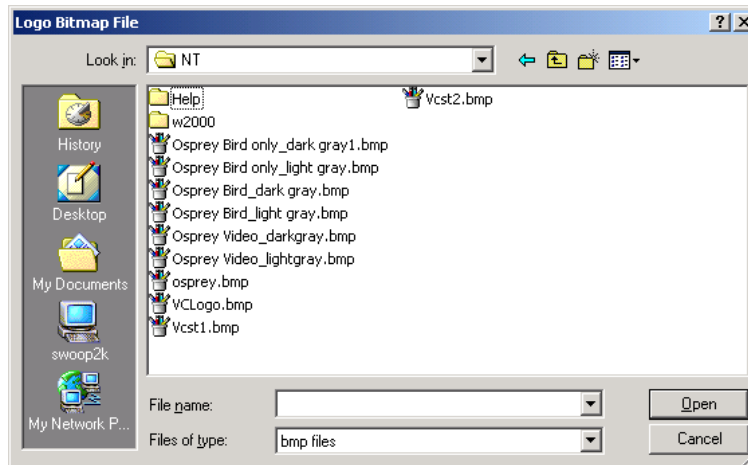 Logo Bitmap File
Look in: NT
History
Desktop
My Documents
swoop2k
My Network P...
Help
w2000
Osprey Bird only_dark gray1.bmp
Osprey Bird only_light gray.bmp
Osprey Bird_dark gray.bmp
Osprey Bird_light gray.bmp
Osprey Video_darkgray.bmp
Osprey Video_lightgray.bmp
osprey.bmp
VCLogo.bmp
Vcst1.bmp
Vcst2.bmp
File name:
Open
Files of type: bmp files
Cancel